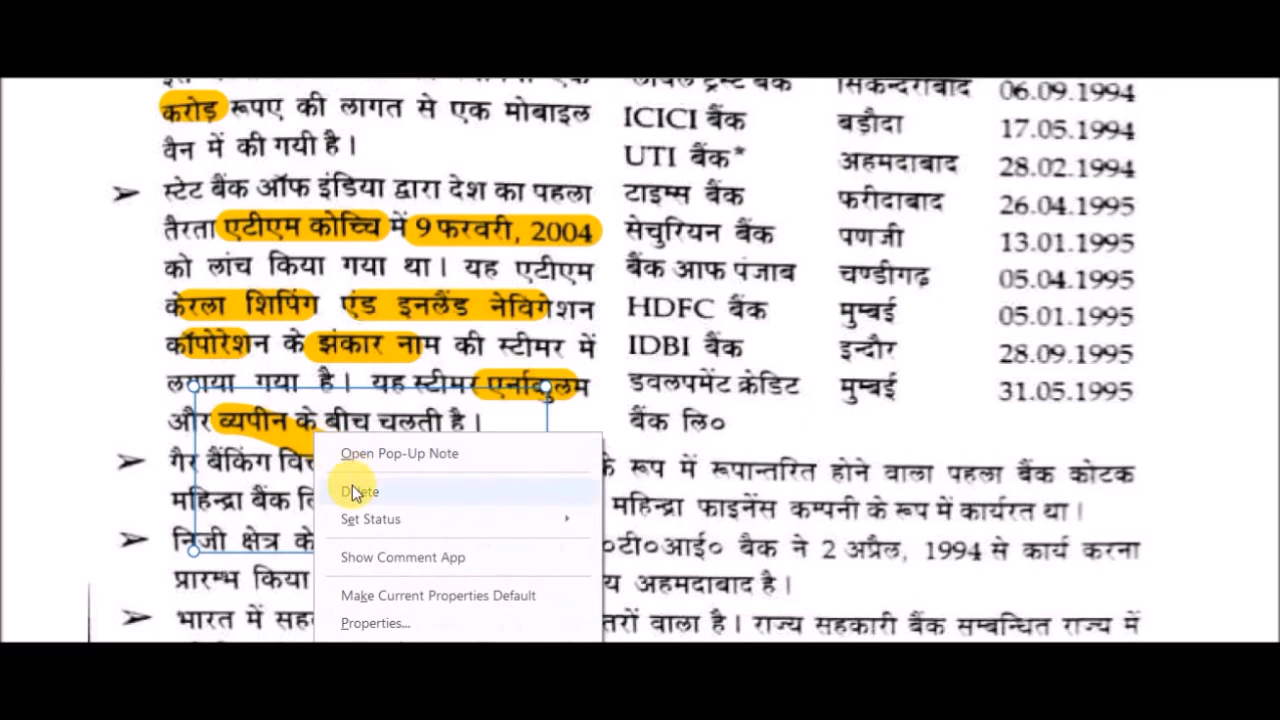 करोड़ रूपए की लागत से एक मोबाइल
वैन में की गयी है।
➢ स्टेट बैंक ऑफ इंडिया द्वारा देश का पहला
तैरता एटीएम कोच्चि में 9 फरवरी, 2004
को लांच किया गया था। यह एटीएम
केरला शिपिंग एंड इनलैंड नेविगेशन
कॉपोरेशन के झंकार नाम की स्टीमर में
लगाया गया है। यह स्टीमर एर्नाकुलम
और व्यपीन के बीच चलती है।
सिकन्दराबाद 06.09.1994
ICICI बैंक बड़ौदा 17.05.1994
UTI बैंक* अहमदाबाद 28.02.1994
टाइम्स बैंक फरीदाबाद 26.04.1995
सेचुरियन बैंक पणजी 13.01.1995
बैंक आफ पंजाब चण्डीगढ़ 05.04.1995
HDFC बैंक मुम्बई 05.01.1995
IDBI बैंक इन्दौर 28.09.1995
डवलपमेंट क्रेडिट मुम्बई 31.05.1995
बैंक लि०
➢ गैर बैंकिंग वित्त के रूप में रूपान्तरित होने वाला पहला बैंक कोटक
महिन्द्रा बैंक लि महिन्द्रा फाइनेंस कम्पनी के रूप में कार्यरत था।
➢ निजी क्षेत्र के ०टी०आई० बैक ने 2 अप्रैल, 1994 से कार्य करना
प्रारम्भ किया य अहमदाबाद है।
➢ भारत में सह तरों वाला है। राज्य सहकारी बैंक सम्बन्धित राज्य में
Open Pop-Up Note
Delete
Set Status
Show Comment App
Make Current Properties Default
Properties...